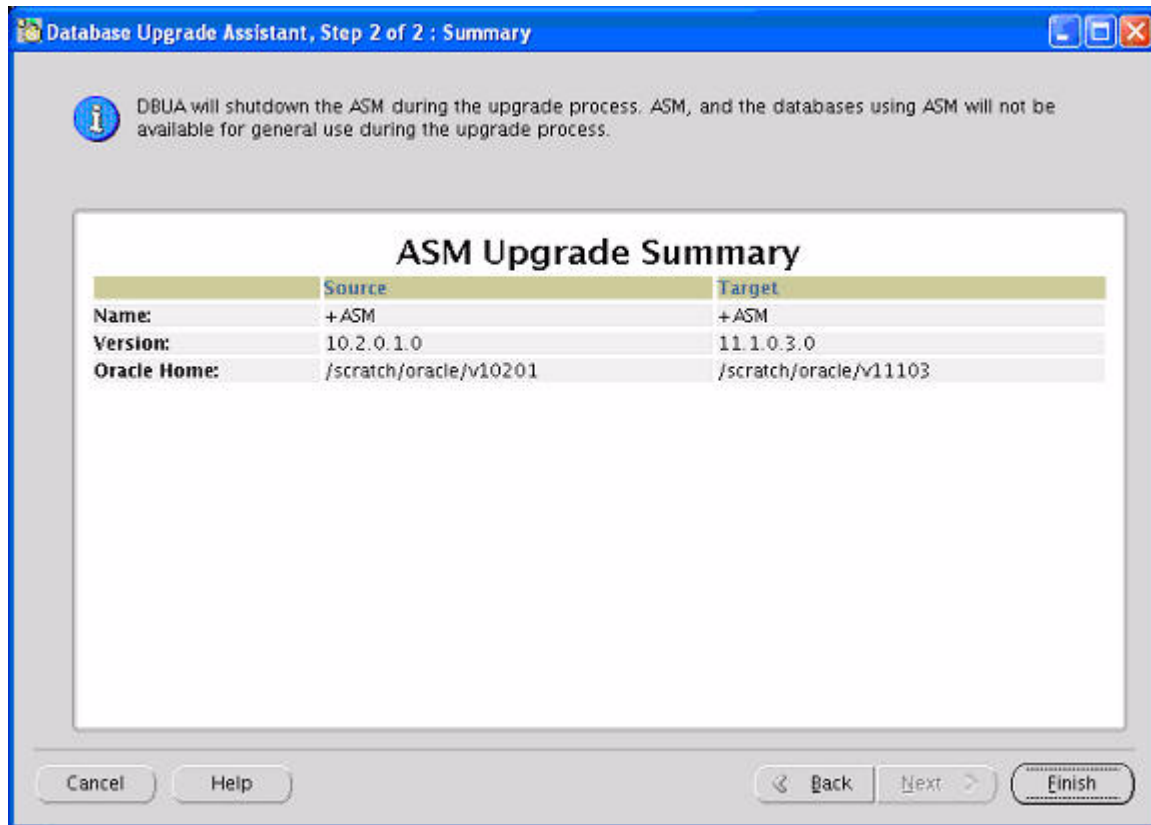 Database Upgrade Assistant, Step 2 of 2 : Summary
DBUA will shutdown the ASM during the upgrade process. ASM, and the databases using ASM will not be
available for general use during the upgrade process.
ASM Upgrade Summary
Source Target
Name: +ASM +ASM
Version: 10.2.0.1.0 11.1.0.3.0
Oracle Home: /scratch/oracle/v10201 /scratch/oracle/v11103
Cancel Help Back Next Finish